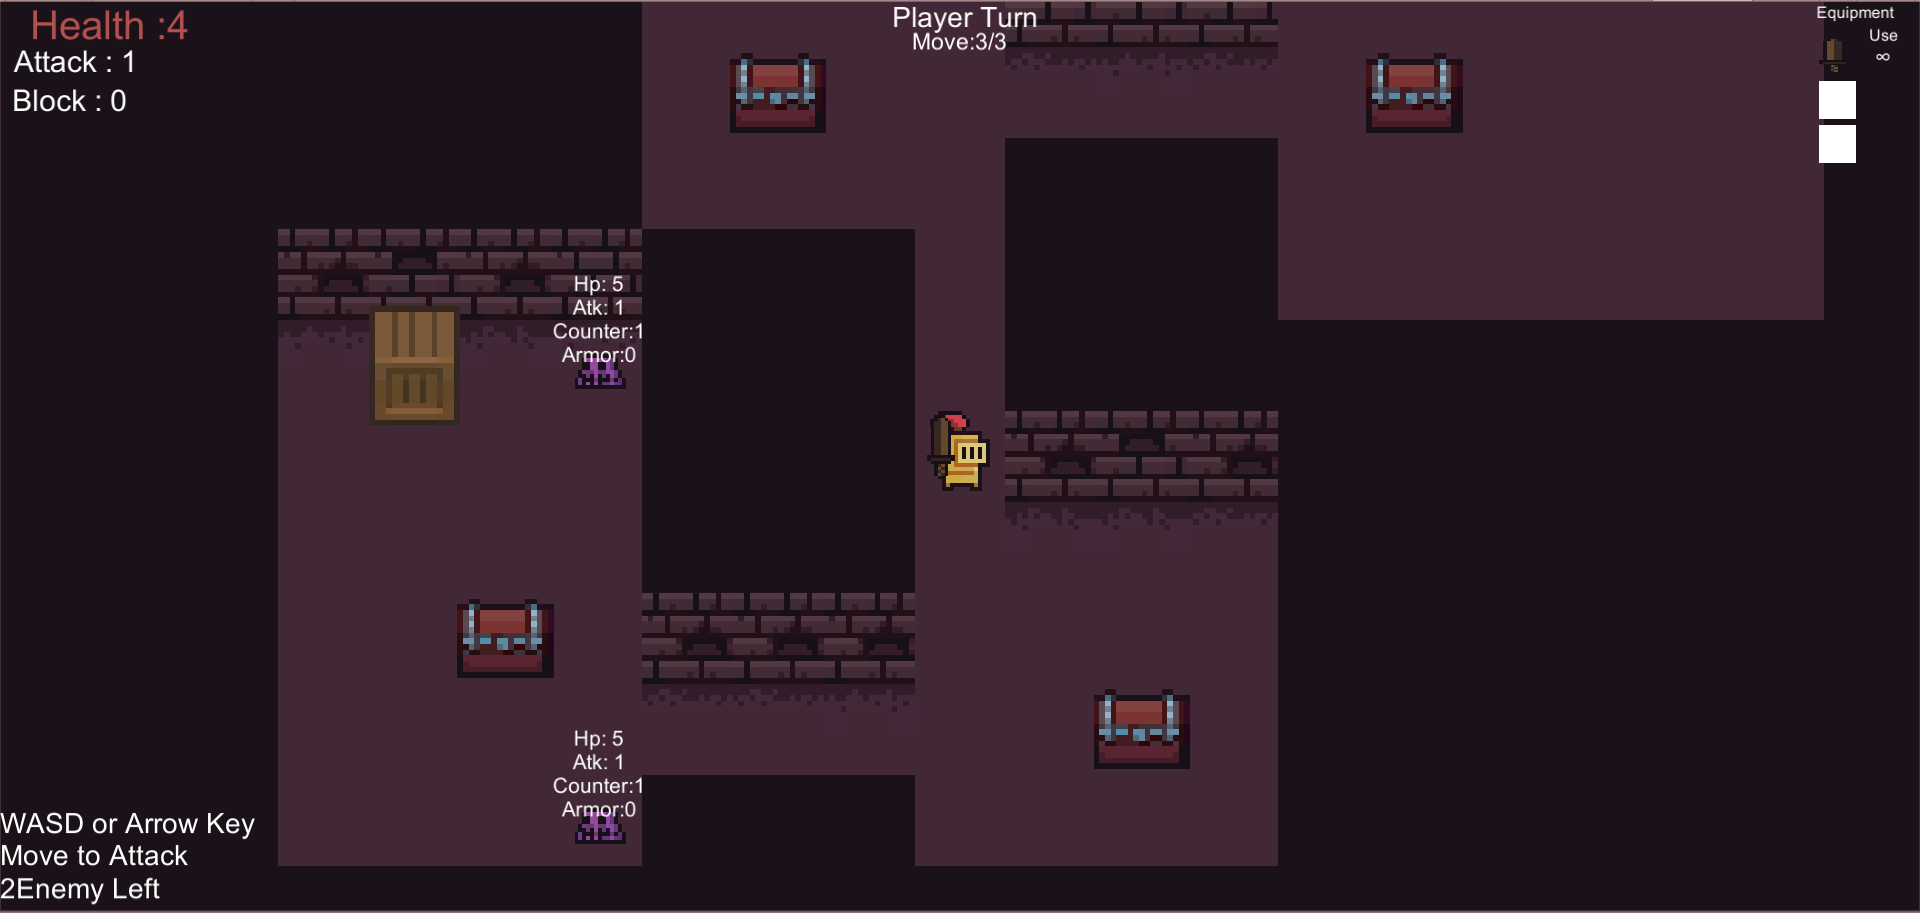 Health :4
Attack : 1
Block : 0
Player Turn
Move:3/3
Equipment
Use
∞
Hp: 5
Atk: 1
Counter:1
Armor:0
Hp: 5
Atk: 1
Counter:1
Armor:0
WASD or Arrow Key
Move to Attack
2Enemy Left